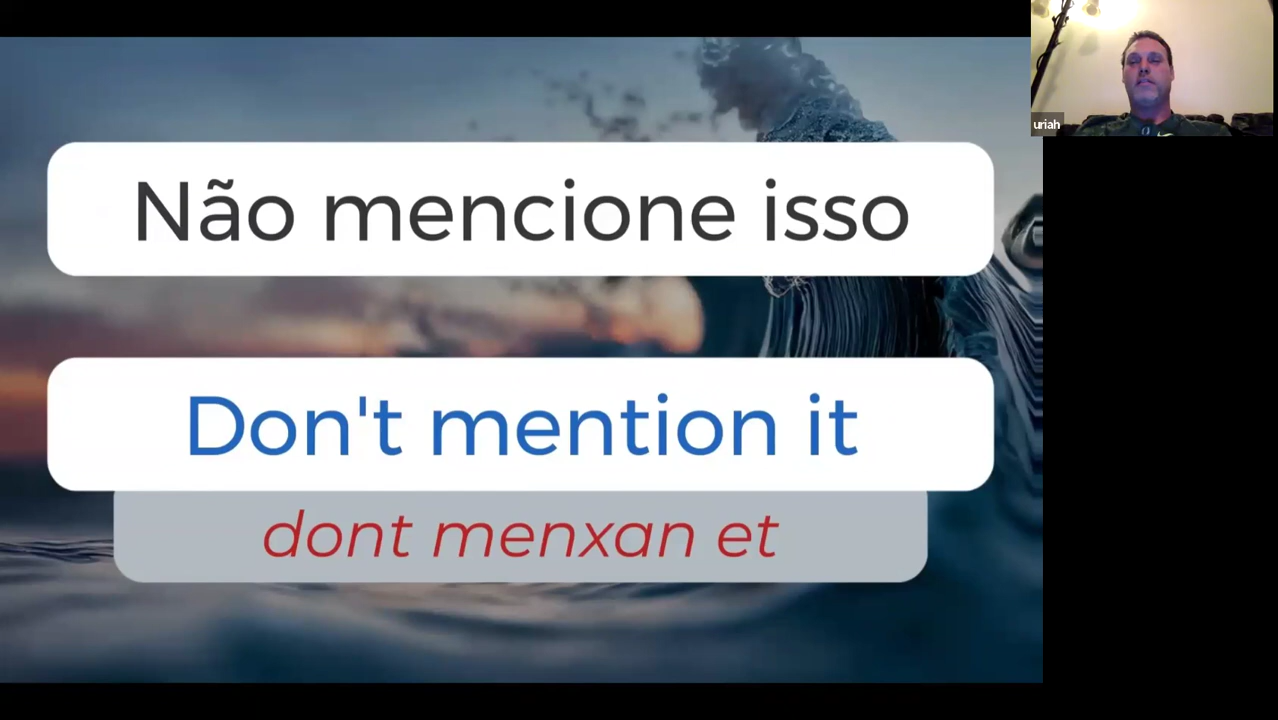 Não mencione isso
Don't mention it
dont menxan et
uriah